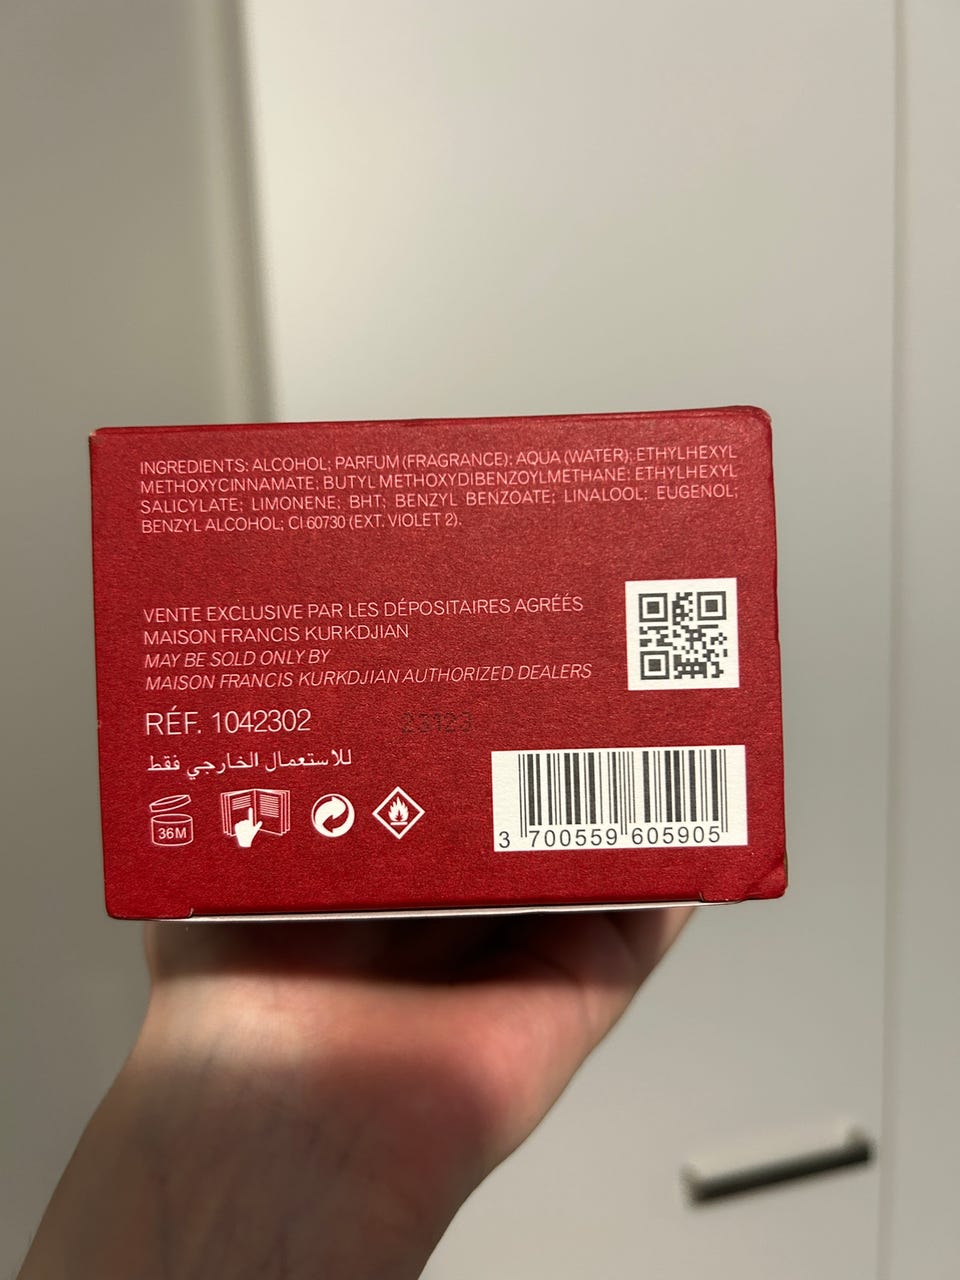 INGREDIENTS: ALCOHOL; PARFUM (FRAGRANCE); AQUA (WATER); ETHYLHEXYL
METHOXYCINNAMATE; BUTYL METHOXYDIBENZOYLMETHANE; ETHYLHEXYL
SALICYLATE; LIMONENE; BHT; BENZYL BENZOATE; LINALOOL; EUGENOL;
BENZYL ALCOHOL; CI 60730 (EXT. VIOLET 2).
VENTE EXCLUSIVE PAR LES DÉPOSITAIRES AGRÉÉS
MAISON FRANCIS KURKDJIAN
MAY BE SOLD ONLY BY
MAISON FRANCIS KURKDJIAN AUTHORIZED DEALERS
RÉF. 1042302
للاستعمال الخارجي فقط
36M
3 700559 605905